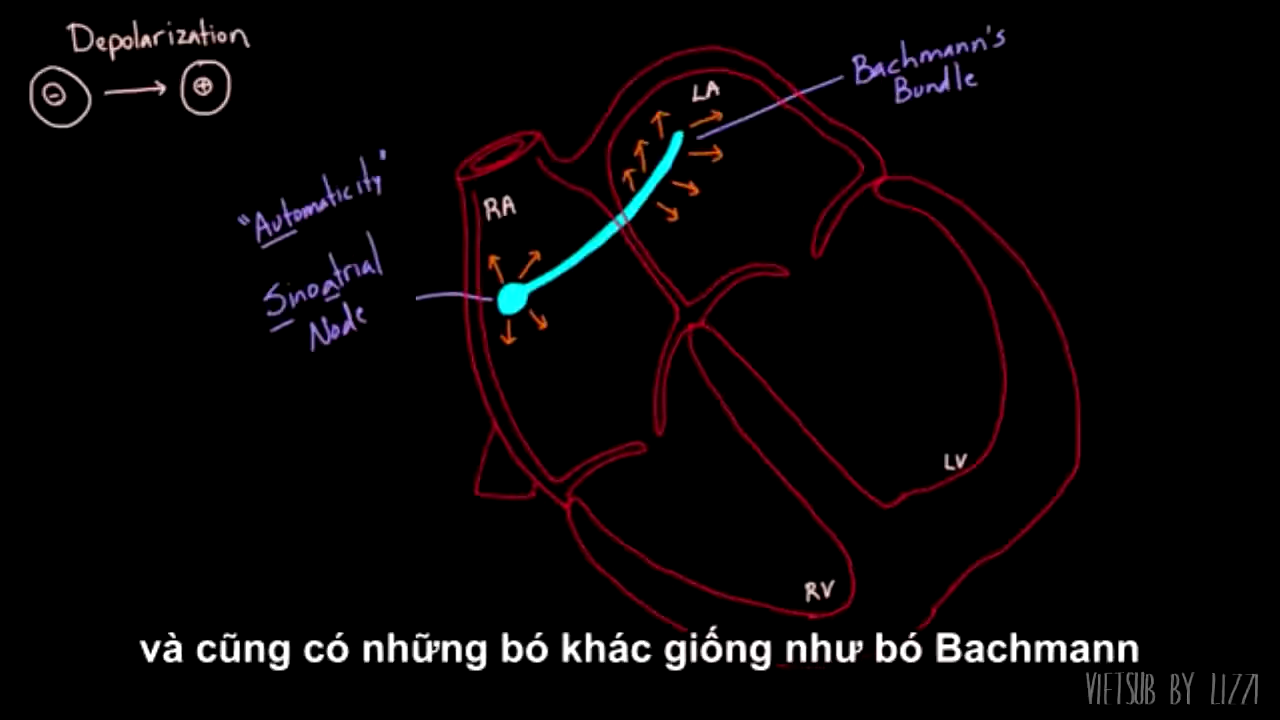 Depolarization
⊖ → ⊕
Bachmann's
Bundle
LA
"Automaticity"
RA
Sinoatrial
Node
LV
RV
và cũng có những bó khác giống như bó Bachmann
VIETSUB BY LIZZI